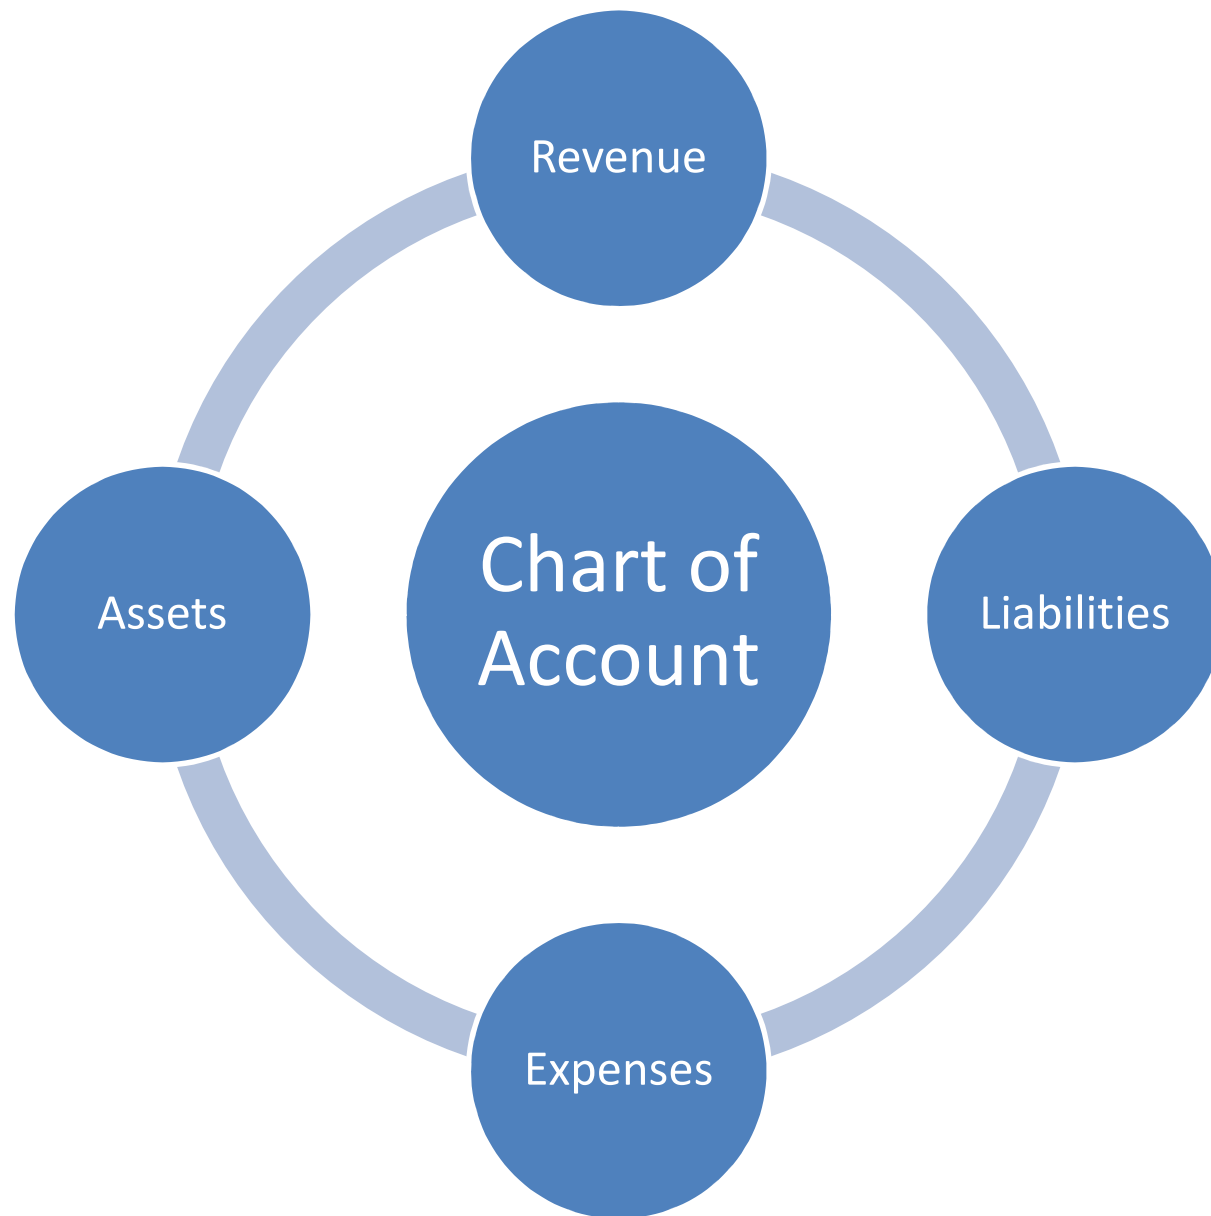 Revenue
Assets
Chart of
Account
Liabilities
Expenses